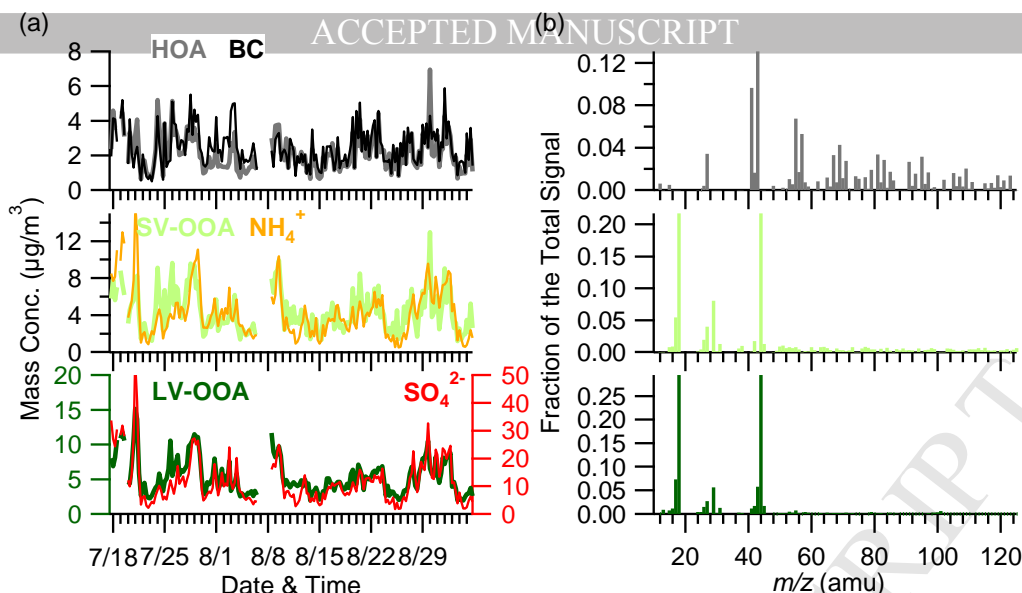 (a)
(b)
ACCEPTED MANUSCRIPT
HOA BC
8
6
4
2
0
SV-OOA NH₄⁺
12
8
4
0
LV-OOA SO₄²⁻
20
15
10
5
0
50
40
30
20
10
0
Mass Conc. (µg/m³)
7/18 7/25 8/1 8/8 8/15 8/22 8/29
Date & Time
0.12
0.08
0.04
0.00
0.20
0.15
0.10
0.05
0.00
0.25
0.20
0.15
0.10
0.05
0.00
Fraction of the Total Signal
20 40 60 80 100 120
m/z (amu)
RIPT